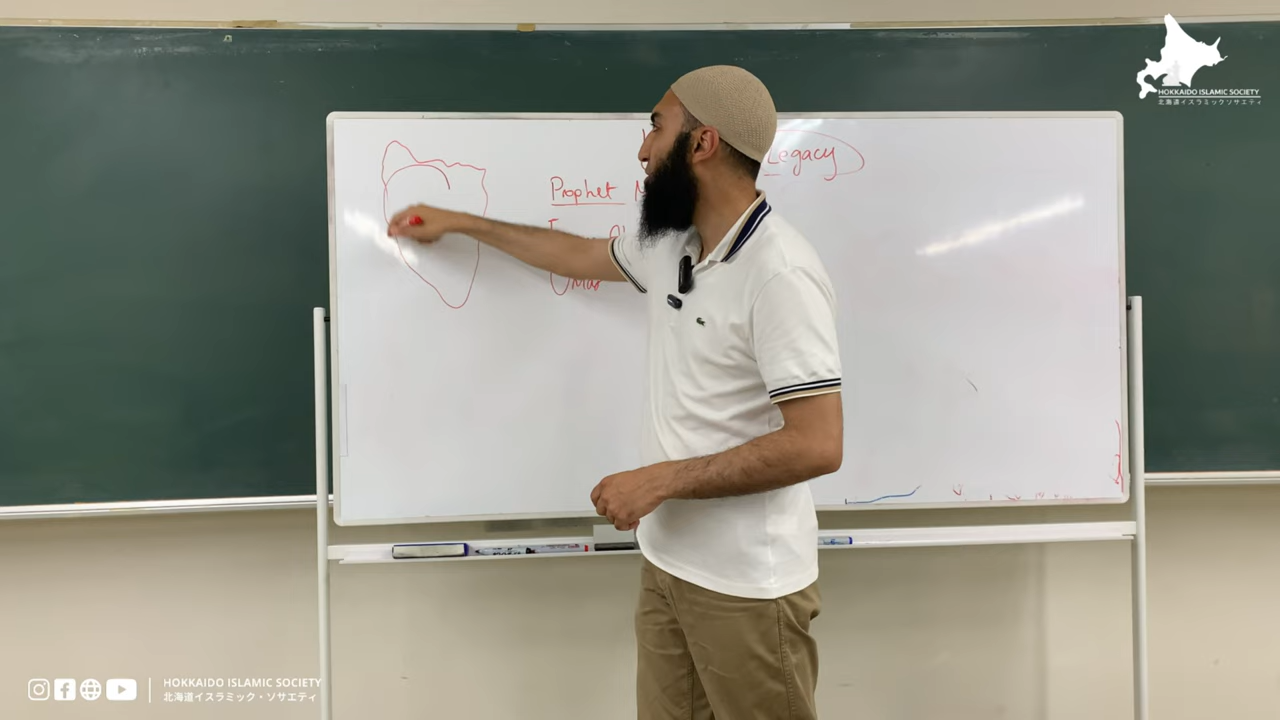 HOKKAIDO ISLAMIC SOCIETY
北海道イスラミックソサエティ
Legacy
Prophet
HOKKAIDO ISLAMIC SOCIETY
北海道イスラミック・ソサエティ